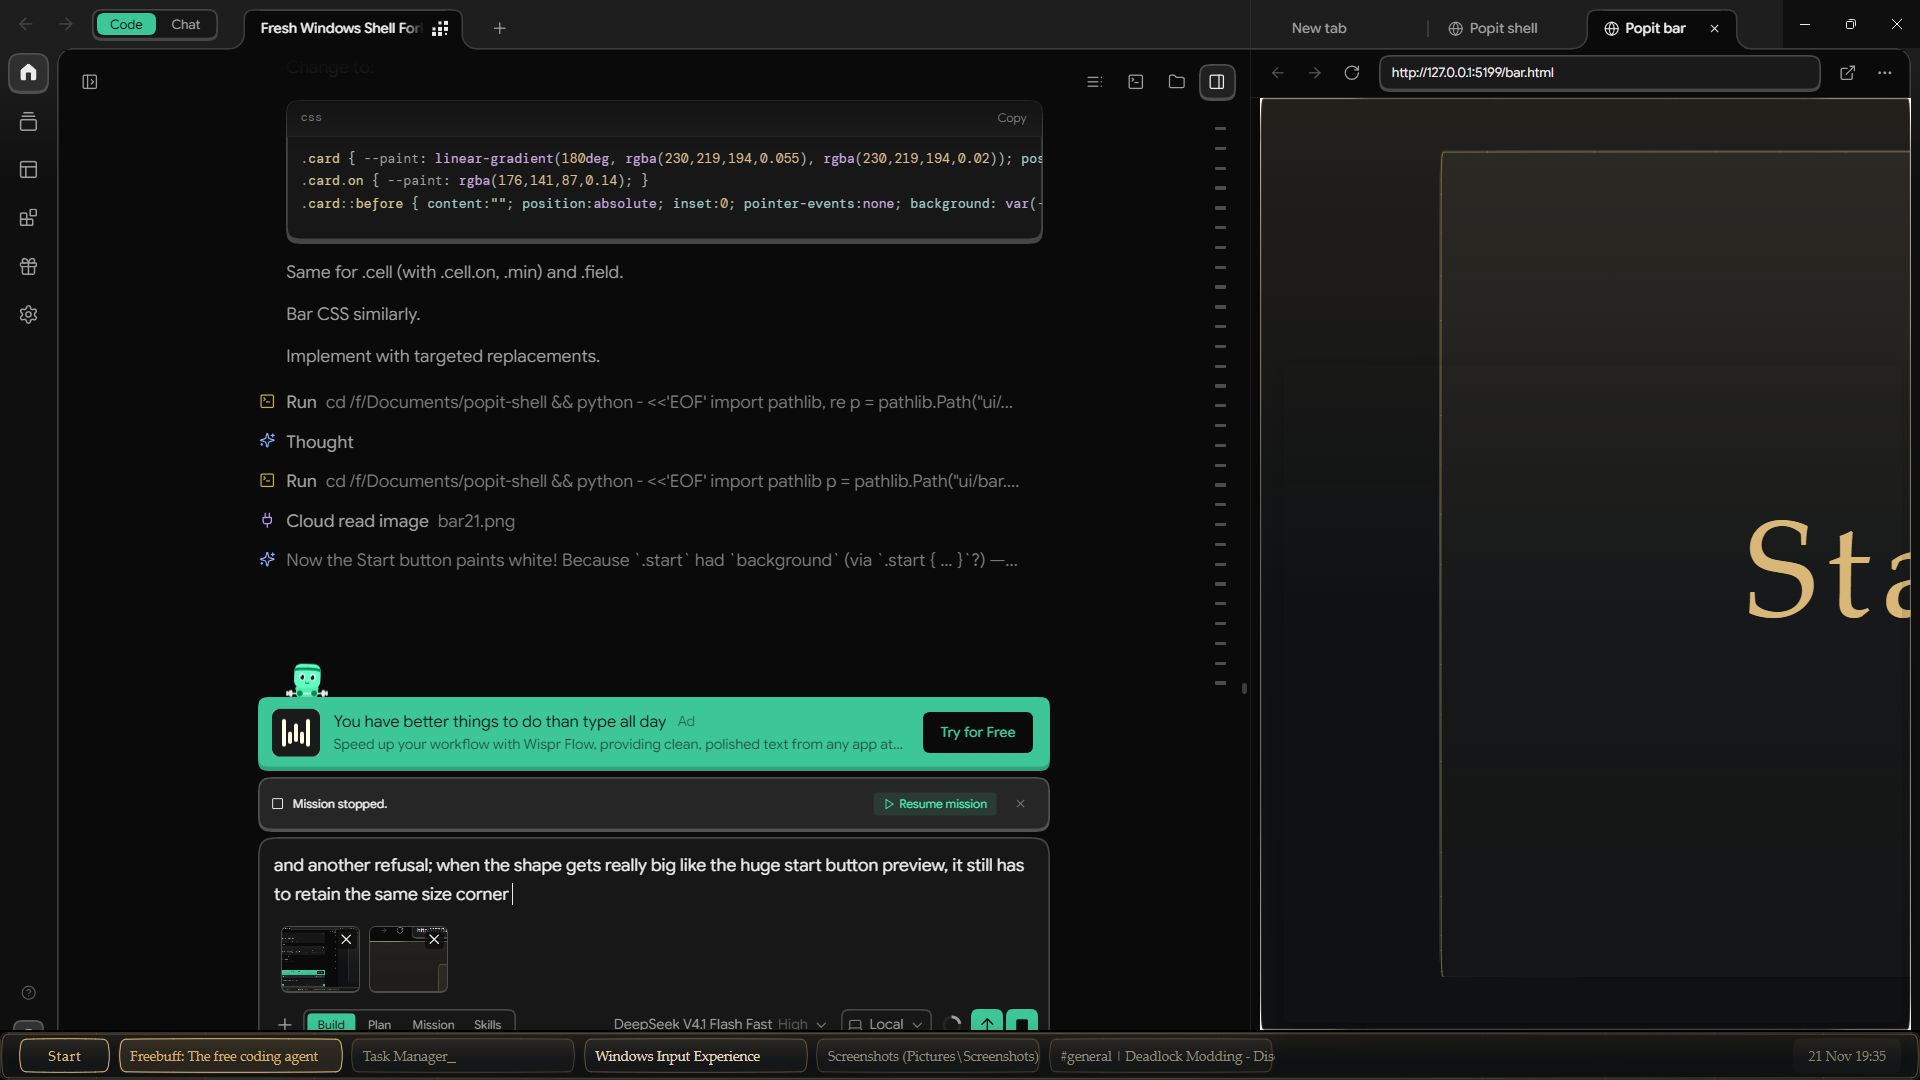 Code
Chat
Fresh Windows Shell For
New tab
Popit shell
Popit bar
http://127.0.0.1:5199/bar.html
Change to:
css
Copy
.card { --paint: linear-gradient(180deg, rgba(230,219,194,0.055), rgba(230,219,194,0.02)); pos
.card.on { --paint: rgba(176,141,87,0.14); }
.card::before { content:""; position:absolute; inset:0; pointer-events:none; background: var(-
Same for .cell (with .cell.on, .min) and .field.
Bar CSS similarly.
Implement with targeted replacements.
Run cd /f/Documents/popit-shell && python - <<'EOF' import pathlib, re p = pathlib.Path("ui/...
Thought
Run cd /f/Documents/popit-shell && python - <<'EOF' import pathlib p = pathlib.Path("ui/bar....
Cloud read image bar21.png
Now the Start button paints white! Because `.start` had `background` (via `.start { ... }`?) —...
Sta
You have better things to do than type all day Ad
Speed up your workflow with Wispr Flow, providing clean, polished text from any app at...
Try for Free
Mission stopped.
Resume mission
and another refusal; when the shape gets really big like the huge start button preview, it still has
to retain the same size corner
Build
Plan
Mission
Skills
DeepSeek V4.1 Flash Fast High
Local
Start
Freebuff: The free coding agent
Task Manager_
Windows Input Experience
Screenshots (Pictures\Screenshots)
#general | Deadlock Modding - Dis
21 Nov 19:35